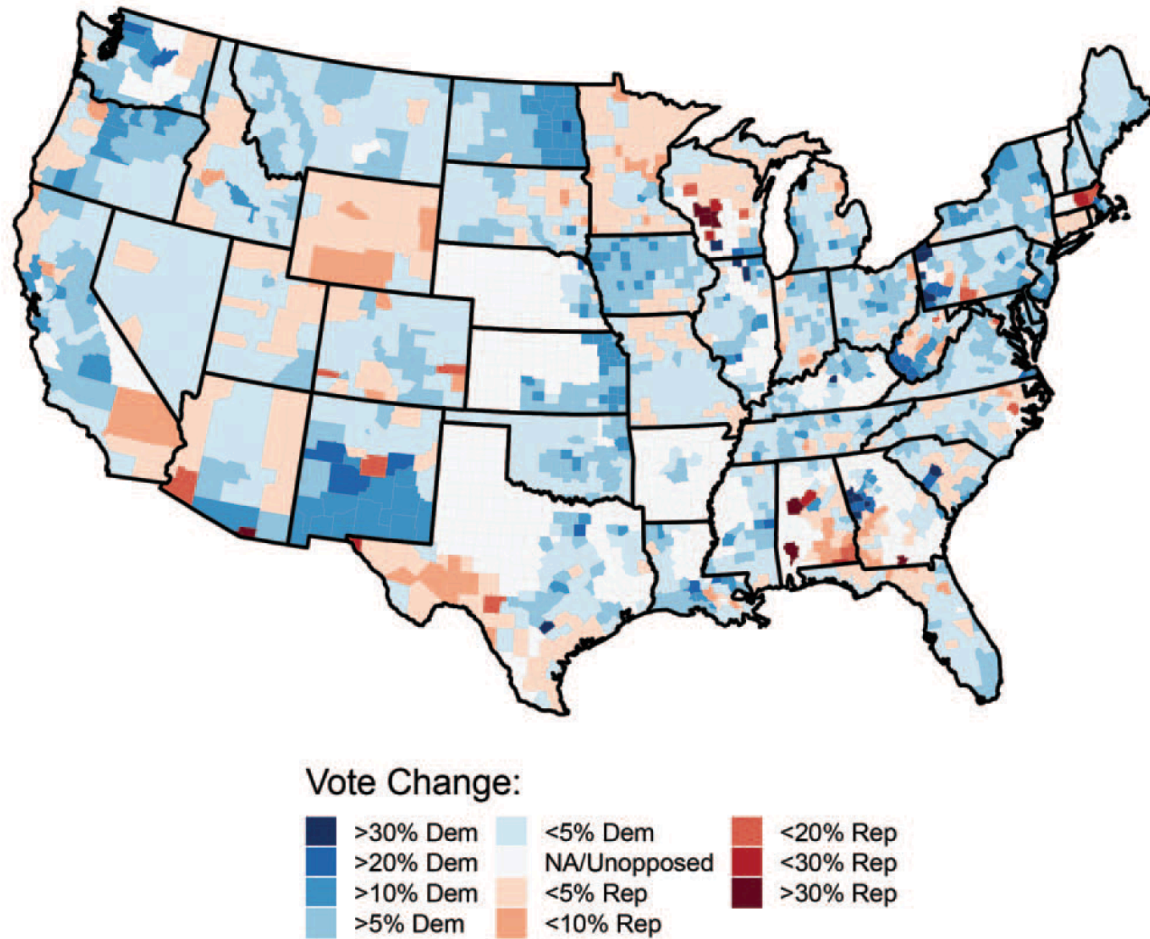 Vote Change:
>30% Dem
>20% Dem
>10% Dem
>5% Dem
<5% Dem
NA/Unopposed
<5% Rep
<10% Rep
<20% Rep
<30% Rep
>30% Rep